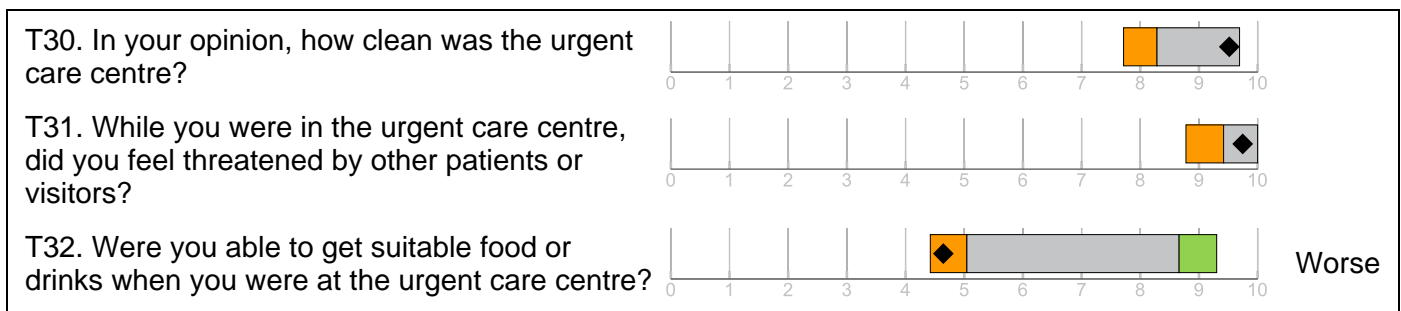 T30. In your opinion, how clean was the urgent
care centre?
0 1 2 3 4 5 6 7 8 9 10
T31. While you were in the urgent care centre,
did you feel threatened by other patients or
visitors?
0 1 2 3 4 5 6 7 8 9 10
T32. Were you able to get suitable food or
drinks when you were at the urgent care centre?
0 1 2 3 4 5 6 7 8 9 10
Worse